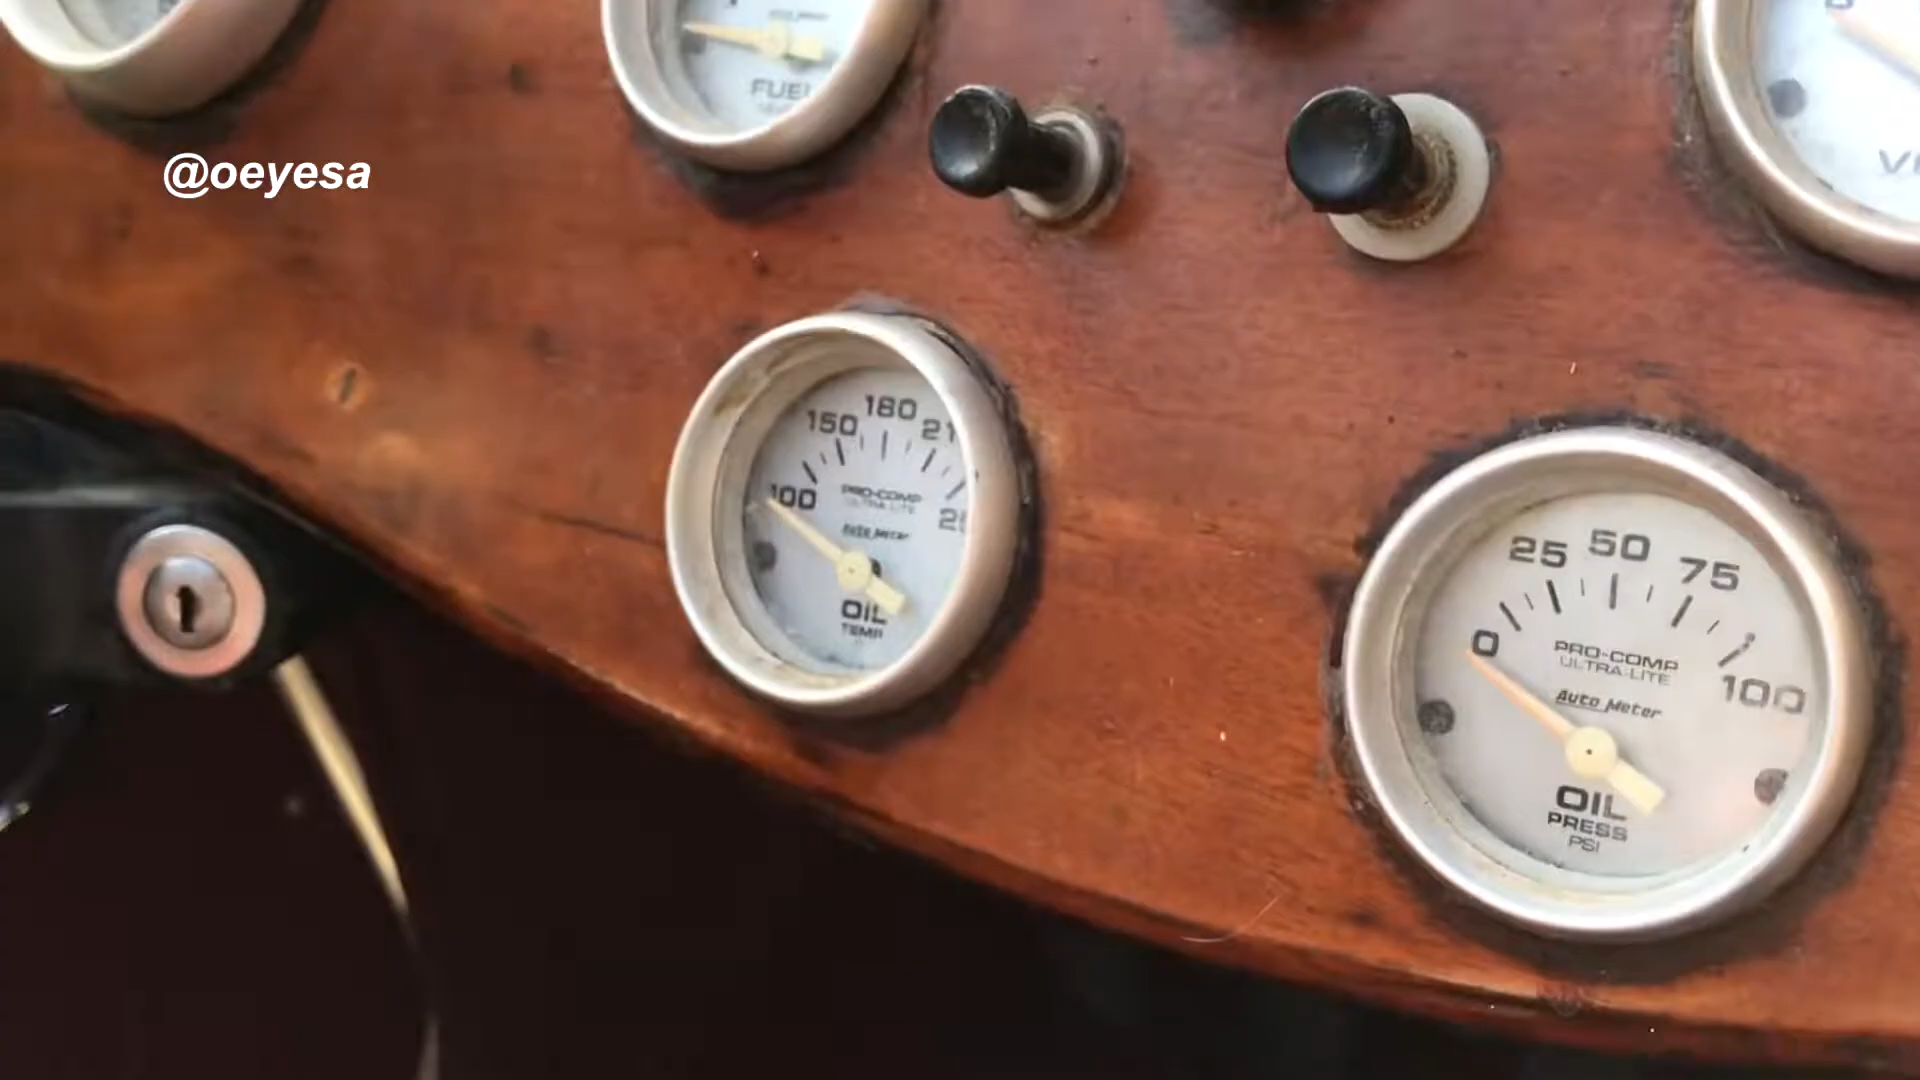 @oeyesa
FUEL
150
180
100
PRO-COMP
ULTRA-LITE
Auto Meter
OIL
TEMP
0
25
50
75
100
PRO-COMP
ULTRA-LITE
Auto Meter
OIL
PRESS
PSI